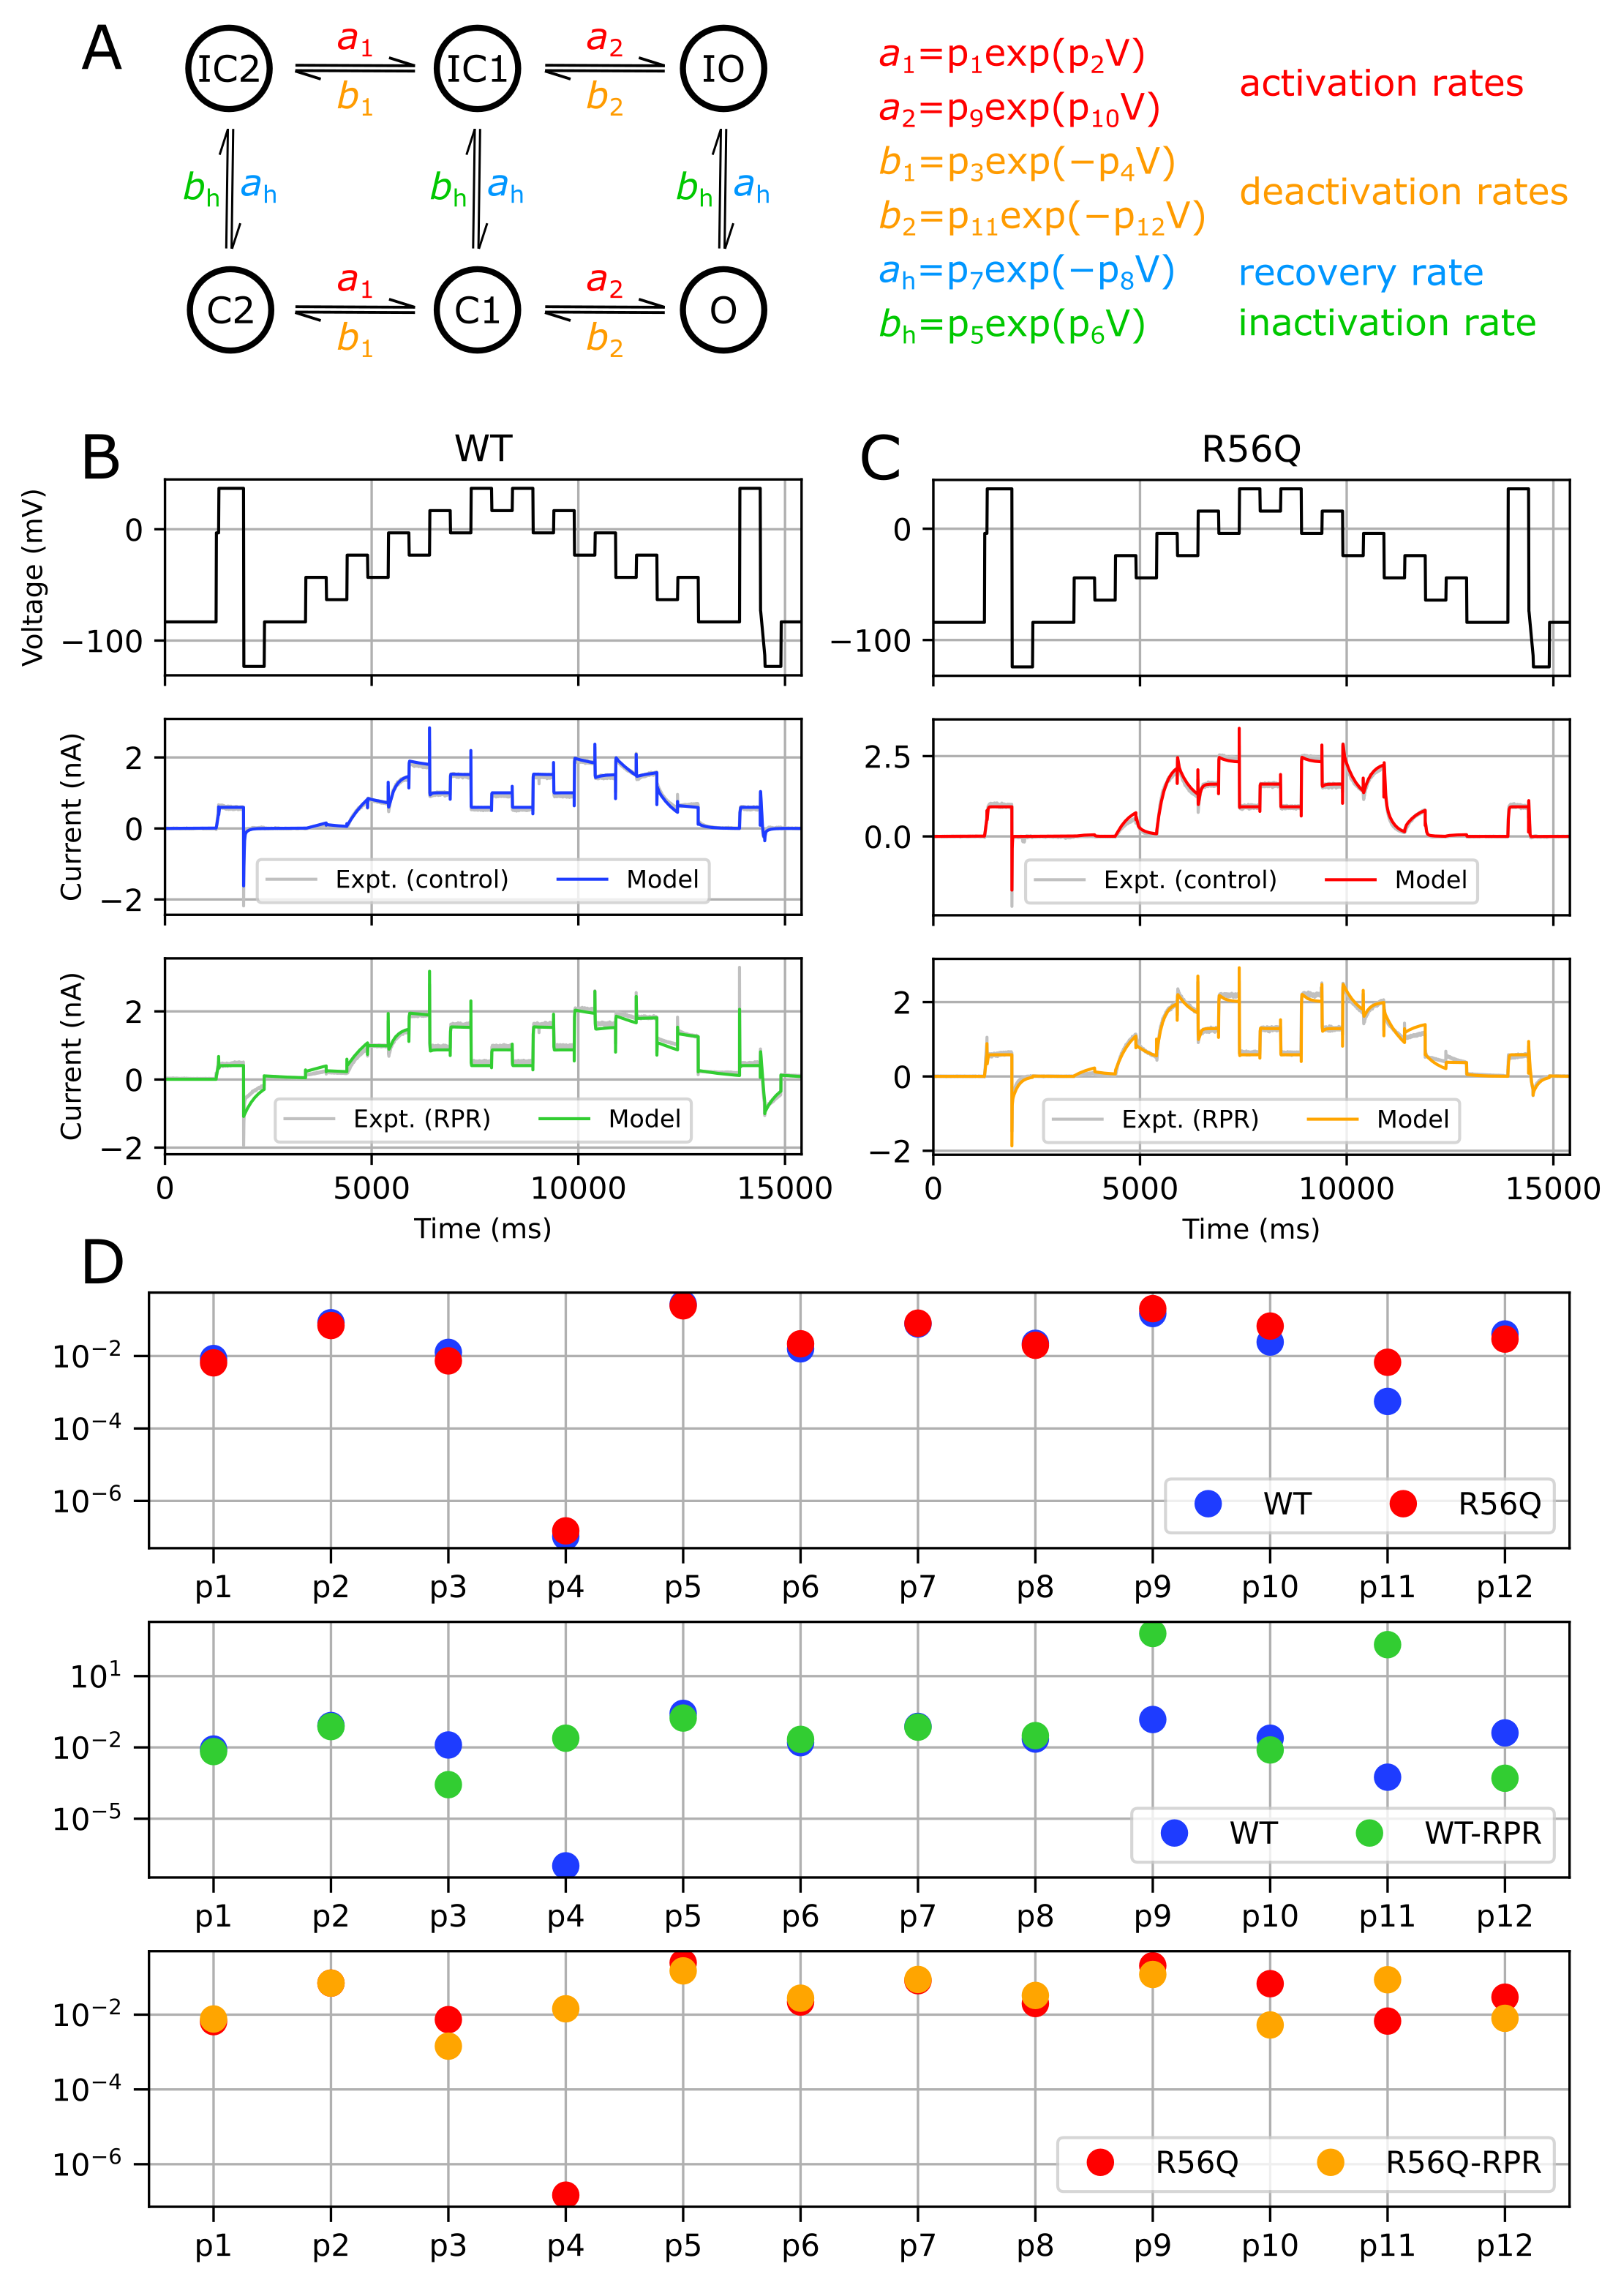 A
IC2
a1
b1
IC1
a2
b2
IO
bh
ah
bh
ah
bh
ah
C2
a1
b1
C1
a2
b2
O
a1=p1exp(p2V)
a2=p9exp(p10V)
activation rates
b1=p3exp(−p4V)
b2=p11exp(−p12V)
deactivation rates
ah=p7exp(−p8V)
recovery rate
bh=p5exp(p6V)
inactivation rate
B
WT
Voltage (mV)
0
−100
Current (nA)
2
0
−2
Expt. (control)
Model
Current (nA)
2
0
−2
Expt. (RPR)
Model
0
5000
10000
15000
Time (ms)
C
R56Q
0
−100
2.5
0.0
Expt. (control)
Model
2
0
−2
Expt. (RPR)
Model
0
5000
10000
15000
Time (ms)
D
10−2
10−4
10−6
WT
R56Q
p1 p2 p3 p4 p5 p6 p7 p8 p9 p10 p11 p12
101
10−2
10−5
WT
WT-RPR
p1 p2 p3 p4 p5 p6 p7 p8 p9 p10 p11 p12
10−2
10−4
10−6
R56Q
R56Q-RPR
p1 p2 p3 p4 p5 p6 p7 p8 p9 p10 p11 p12